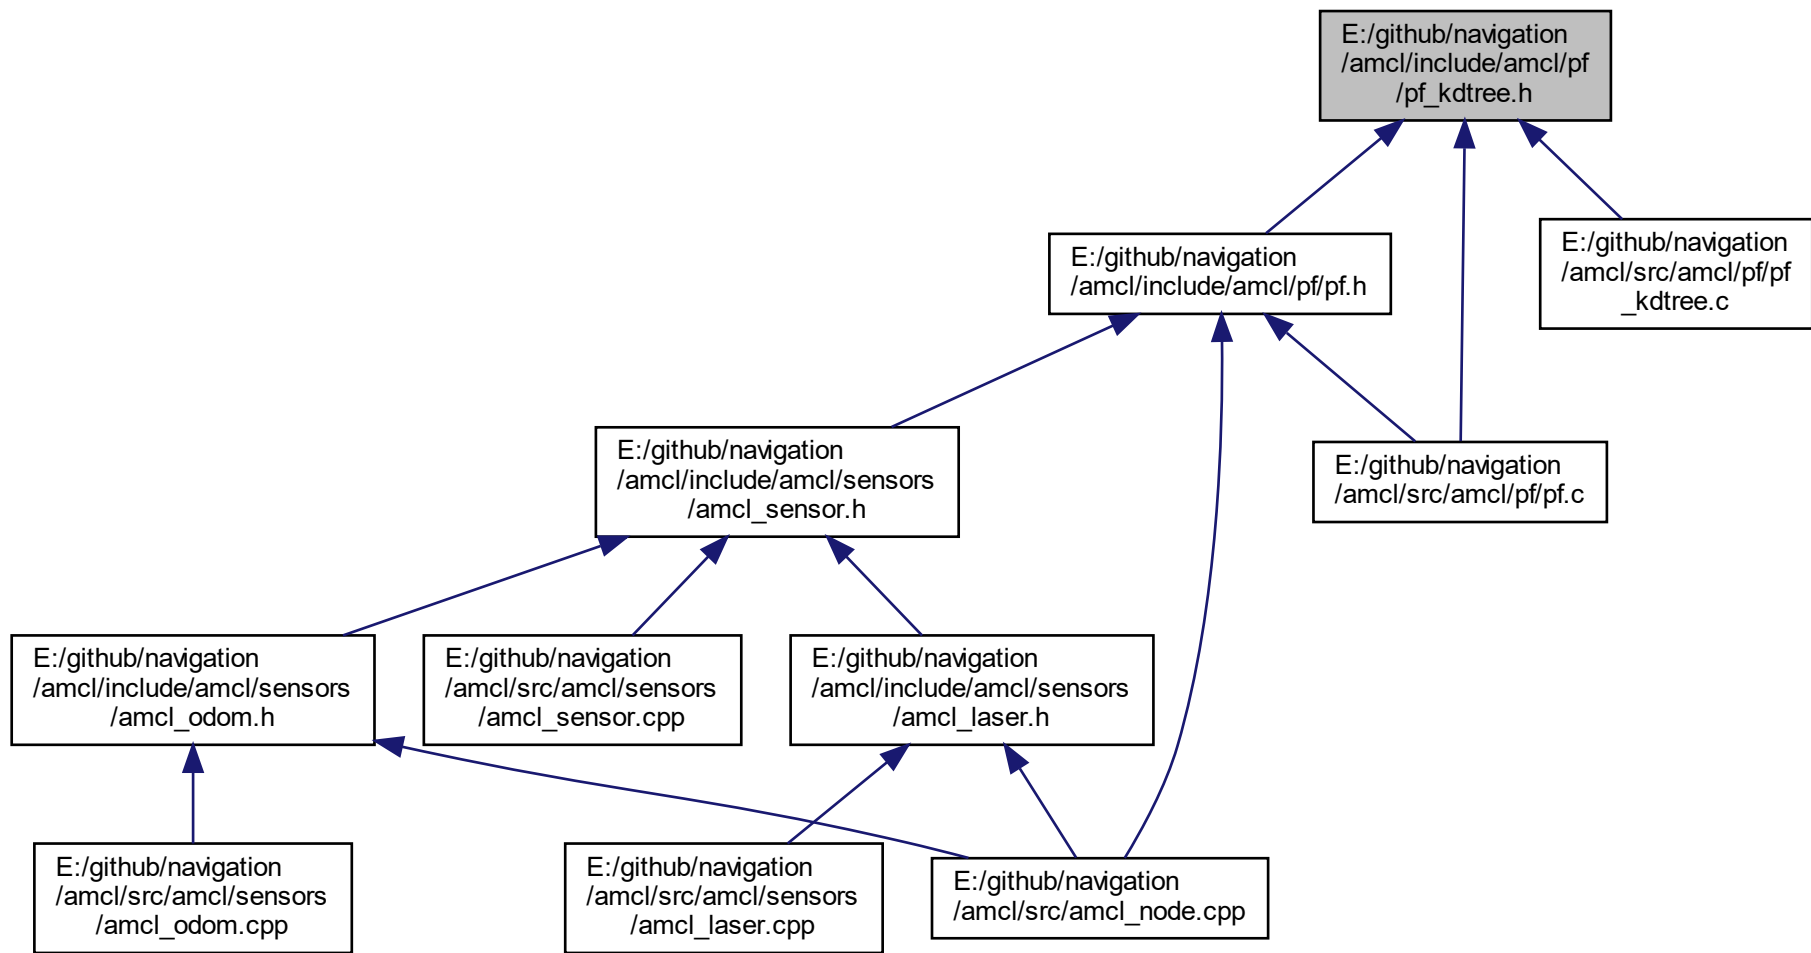 E:/github/navigation
/amcl/include/amcl/pf
/pf_kdtree.h
E:/github/navigation
/amcl/include/amcl/pf/pf.h
E:/github/navigation
/amcl/src/amcl/pf/pf
_kdtree.c
E:/github/navigation
/amcl/include/amcl/sensors
/amcl_sensor.h
E:/github/navigation
/amcl/src/amcl/pf/pf.c
E:/github/navigation
/amcl/include/amcl/sensors
/amcl_odom.h
E:/github/navigation
/amcl/src/amcl/sensors
/amcl_sensor.cpp
E:/github/navigation
/amcl/include/amcl/sensors
/amcl_laser.h
E:/github/navigation
/amcl/src/amcl/sensors
/amcl_odom.cpp
E:/github/navigation
/amcl/src/amcl/sensors
/amcl_laser.cpp
E:/github/navigation
/amcl/src/amcl_node.cpp